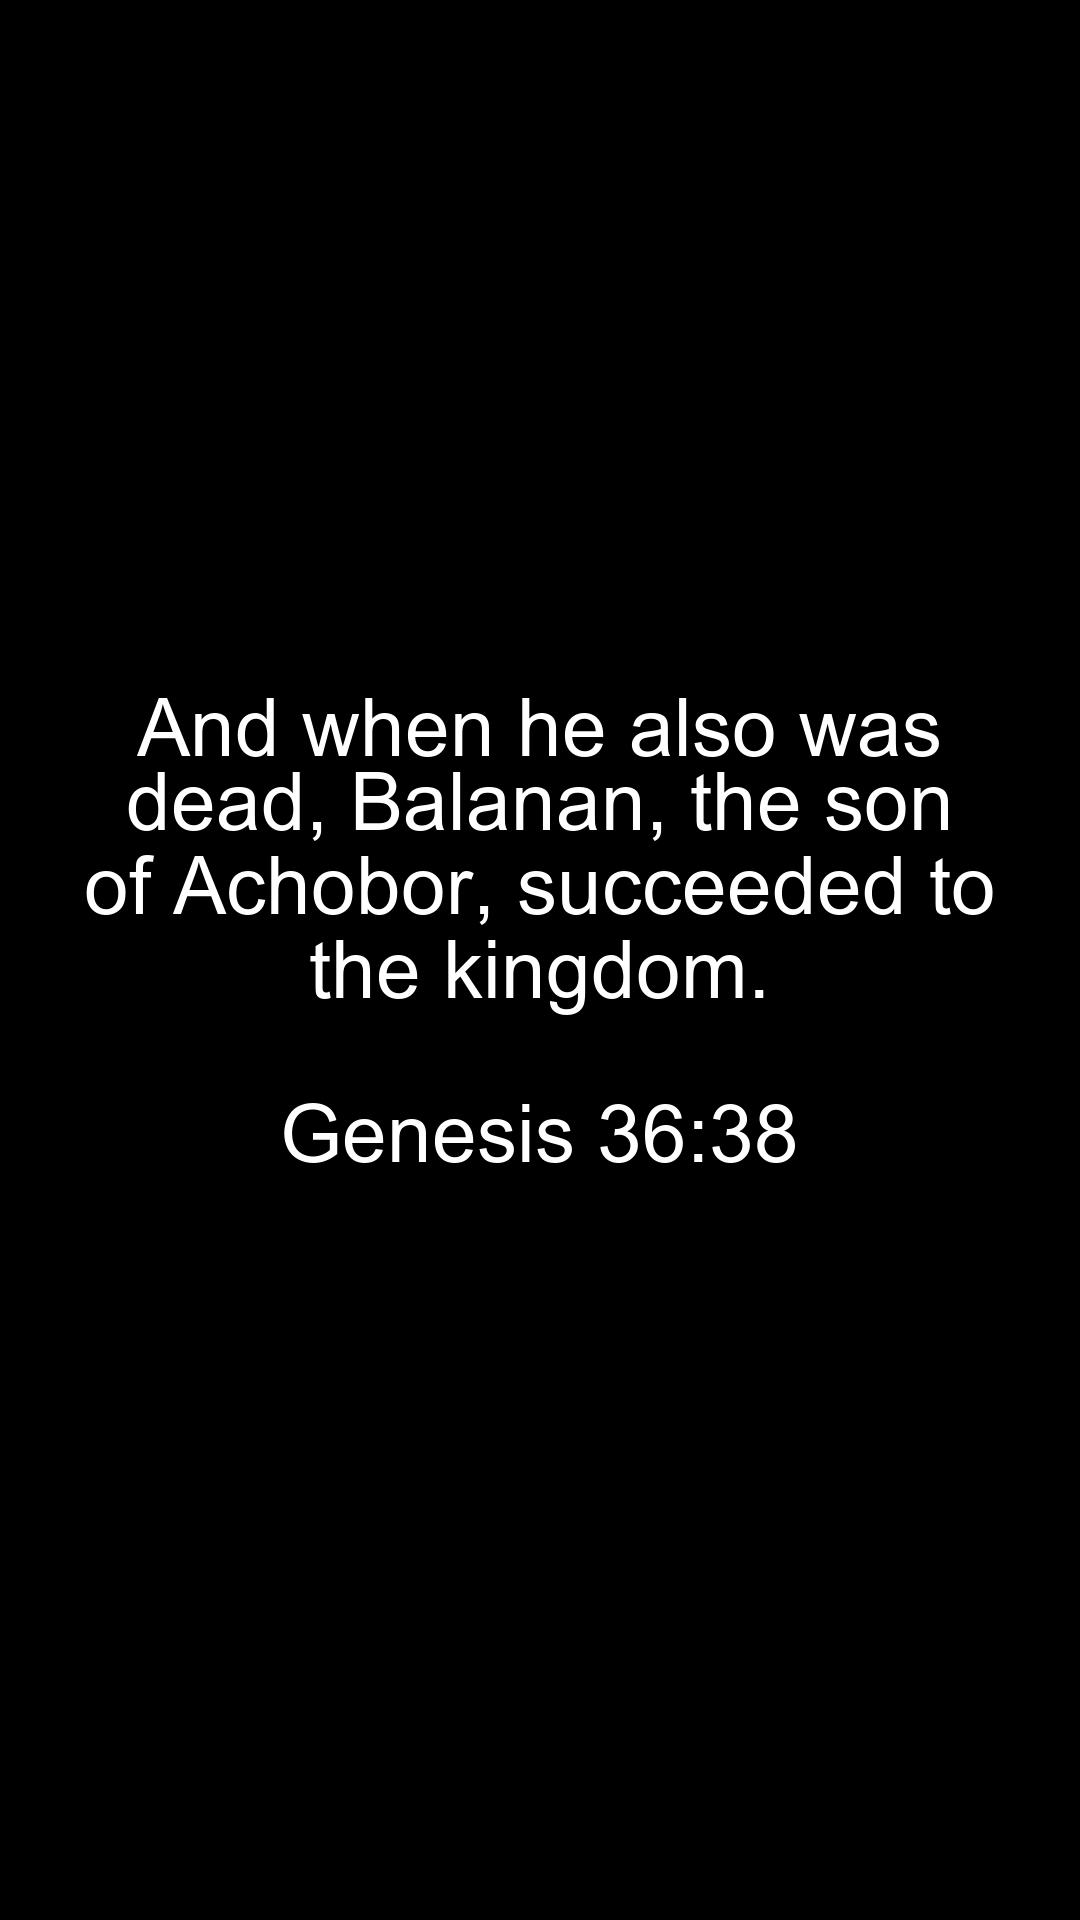 And when he also was
dead, Balanan, the son
of Achobor, succeeded to
the kingdom.
Genesis 36:38